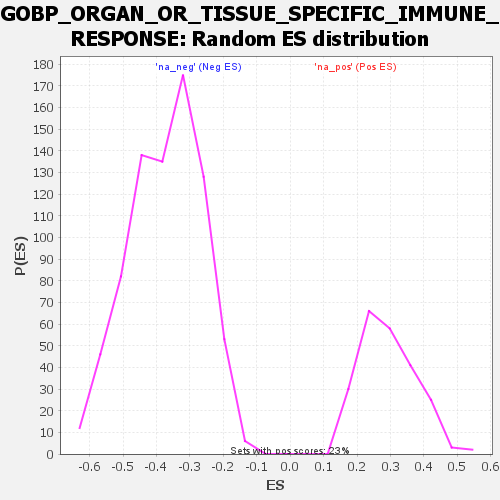 GOBP_ORGAN_OR_TISSUE_SPECIFIC_IMMUNE_
RESPONSE: Random ES distribution
'na_neg' (Neg ES)
'na_pos' (Pos ES)
P(ES)
180
170
160
150
140
130
120
110
100
90
80
70
60
50
40
30
20
10
0
Sets with pos scores: 23%
-0.6 -0.5 -0.4 -0.3 -0.2 -0.1 0.0 0.1 0.2 0.3 0.4 0.5 0.6
ES